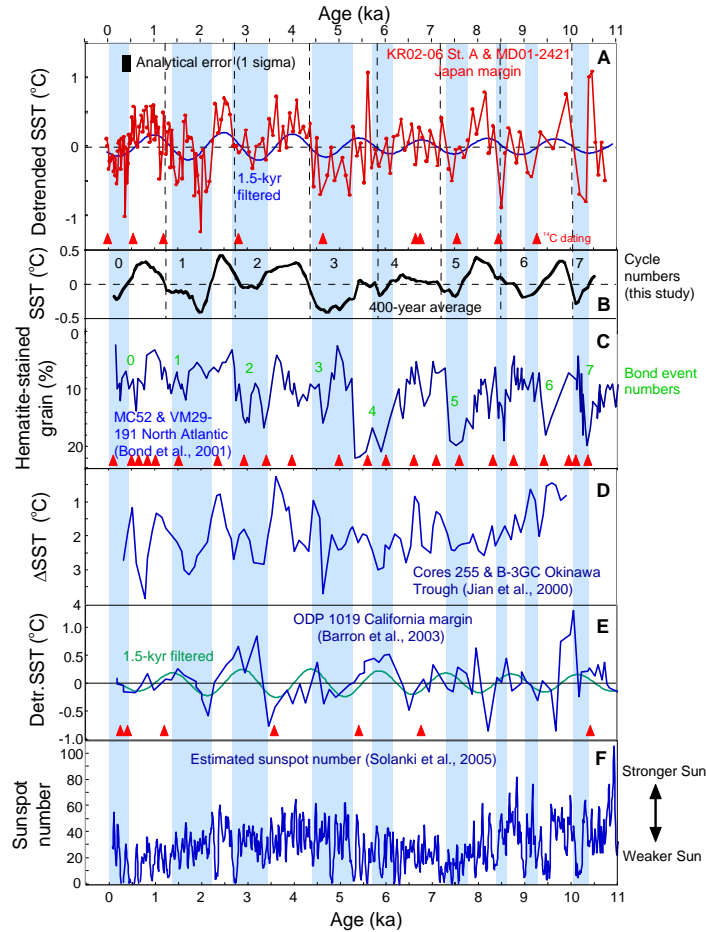 Age (ka)
0 1 2 3 4 5 6 7 8 9 10 11
Detrended SST (°C)
1
0
-1
Analytical error (1 sigma)
KR02-06 St. A & MD01-2421
Japan margin
A
1.5-kyr
filtered
14C dating
SST (°C)
0.5
0
-0.5
0 1 2 3 4 5 6 7
400-year average
B
Cycle
numbers
(this study)
Hematite-stained
grain (%)
0
10
20
C
0 1 2 3 4 5 6 7
MC52 & VM29-
191 North Atlantic
(Bond et al., 2001)
Bond event
numbers
ΔSST (°C)
1
2
3
4
D
Cores 255 & B-3GC Okinawa
Trough (Jian et al., 2000)
Detr.SST (°C)
1.0
0.5
0
-0.5
-1.0
ODP 1019 California margin
(Barron et al., 2003)
E
1.5-kyr filtered
Sunspot
number
100
80
60
40
20
0
Estimated sunspot number (Solanki et al., 2005)
F
Stronger Sun
Weaker Sun
0 1 2 3 4 5 6 7 8 9 10 11
Age (ka)